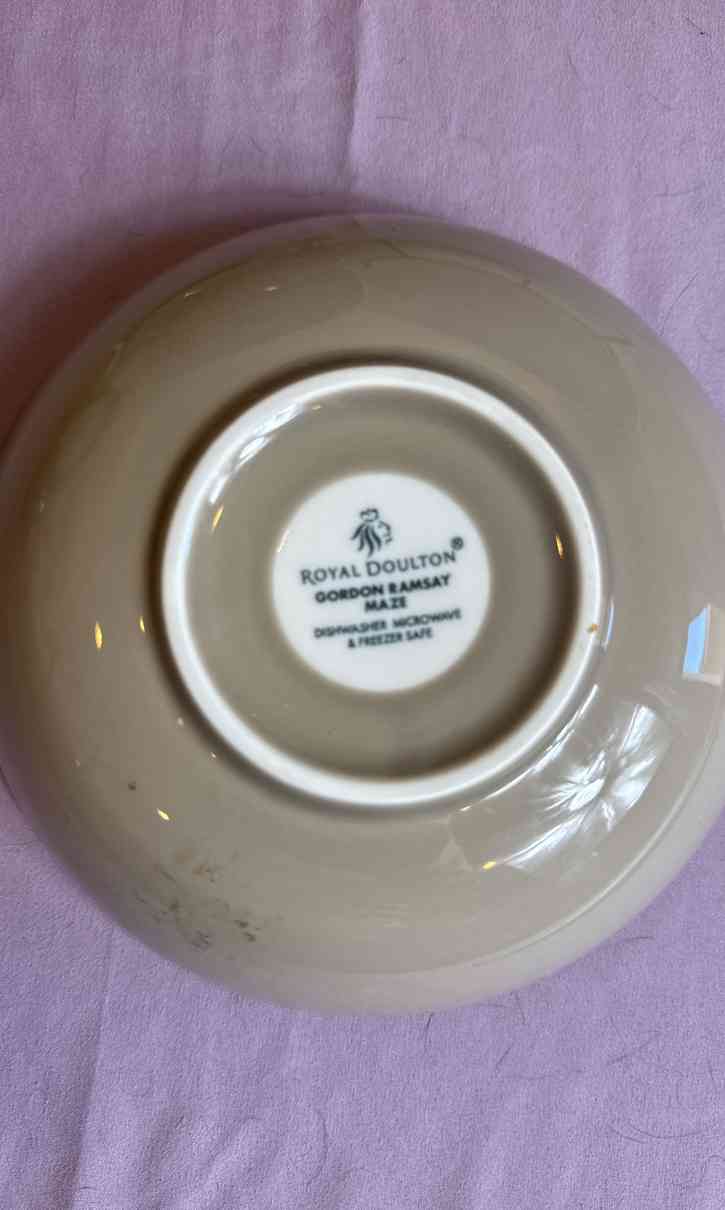 ROYAL DOULTON®
GORDON RAMSAY
MAZE
DISHWASHER MICROWAVE
& FREEZER SAFE